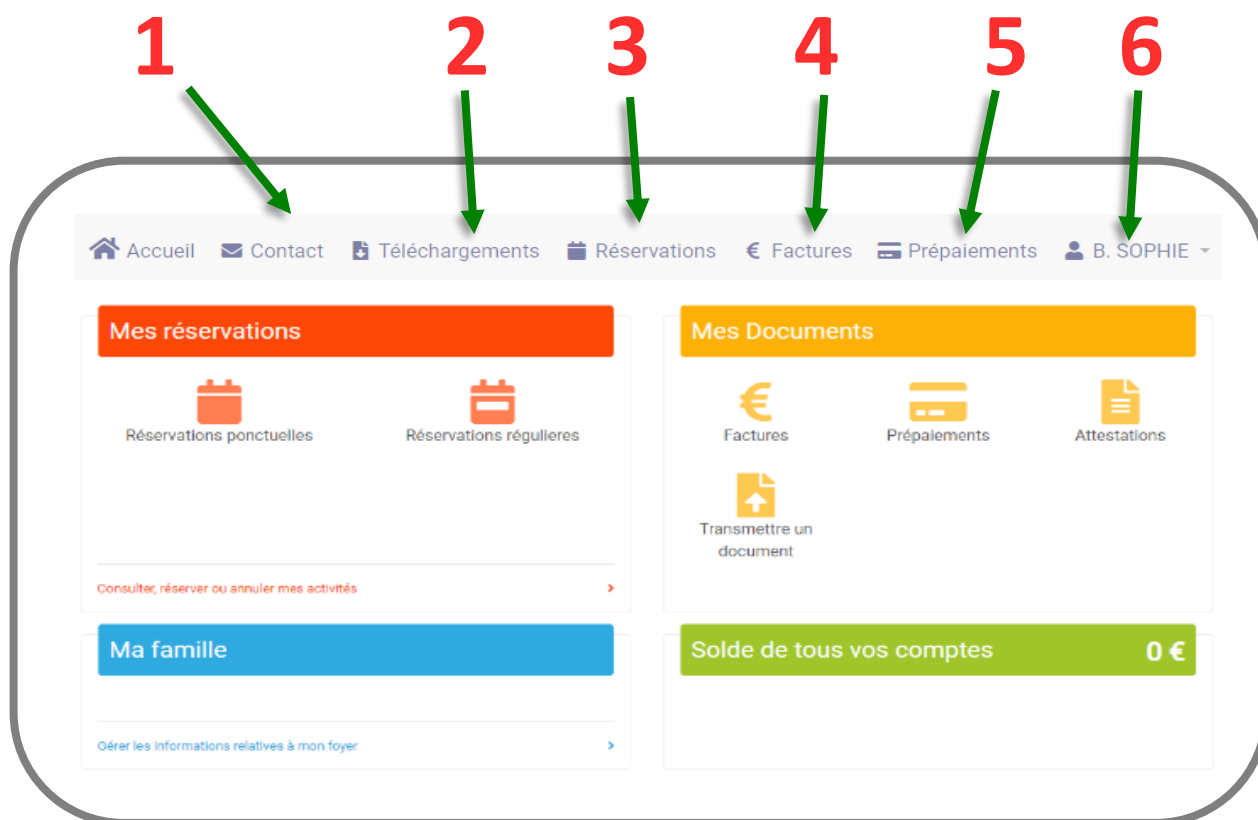 1 2 3 4 5 6
Accueil Contact Téléchargements Réservations € Factures Prépaiements B. SOPHIE
Mes réservations
Réservations ponctuelles Réservations régulieres
Consulter, réserver ou annuler mes activités
Mes Documents
€
Factures Prépaiements Attestations
Transmettre un
document
Ma famille
Gérer les informations relatives à mon foyer
Solde de tous vos comptes 0 €